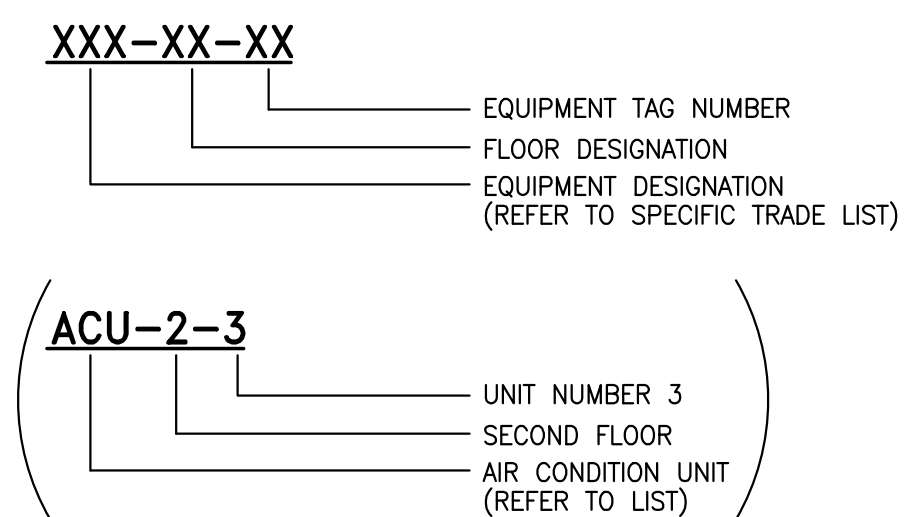 XXX-XX-XX
EQUIPMENT TAG NUMBER
FLOOR DESIGNATION
EQUIPMENT DESIGNATION
(REFER TO SPECIFIC TRADE LIST)
ACU-2-3
UNIT NUMBER 3
SECOND FLOOR
AIR CONDITION UNIT
(REFER TO LIST)